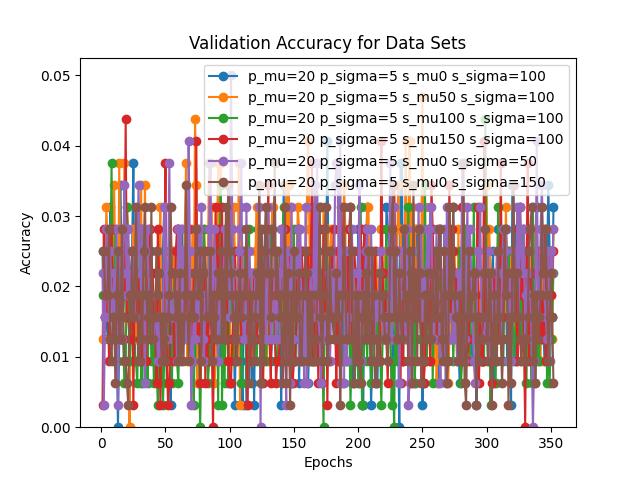 Validation Accuracy for Data Sets
p_mu=20 p_sigma=5 s_mu0 s_sigma=100
p_mu=20 p_sigma=5 s_mu50 s_sigma=100
p_mu=20 p_sigma=5 s_mu100 s_sigma=100
p_mu=20 p_sigma=5 s_mu150 s_sigma=100
p_mu=20 p_sigma=5 s_mu0 s_sigma=50
p_mu=20 p_sigma=5 s_mu0 s_sigma=150
Accuracy
0.05
0.04
0.03
0.02
0.01
0.00
0 50 100 150 200 250 300 350
Epochs